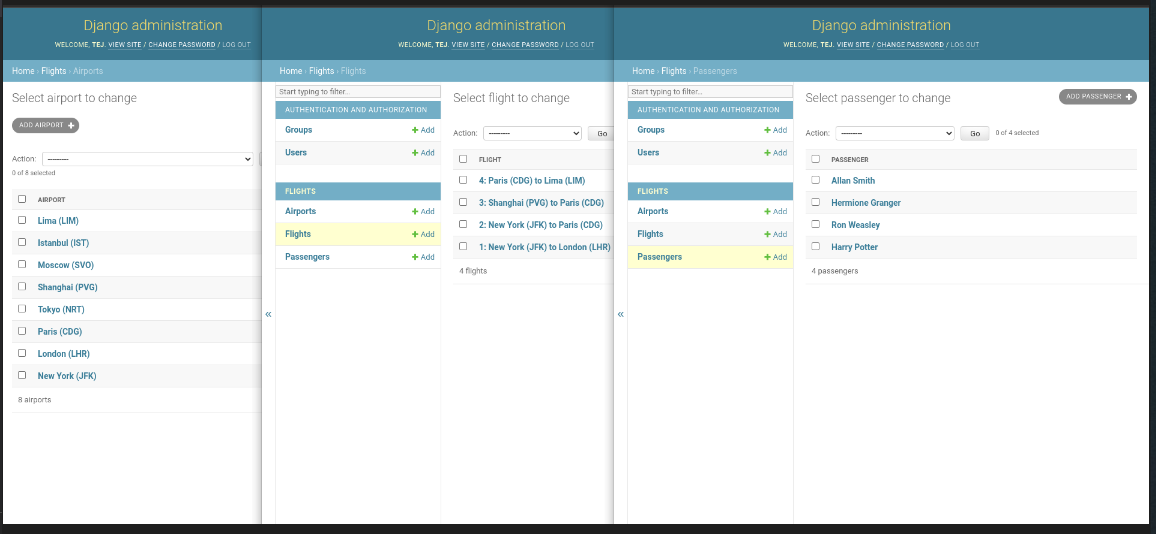 Django administration
WELCOME, TEJ. VIEW SITE / CHANGE PASSWORD / LOG OUT
Home › Flights › Airports
Select airport to change
ADD AIRPORT +
Action: ---------
0 of 8 selected
AIRPORT
Lima (LIM)
Istanbul (IST)
Moscow (SVO)
Shanghai (PVG)
Tokyo (NRT)
Paris (CDG)
London (LHR)
New York (JFK)
8 airports
Django administration
WELCOME, TEJ. VIEW SITE / CHANGE PASSWORD / LOG OUT
Home › Flights › Flights
Start typing to filter…
AUTHENTICATION AND AUTHORIZATION
Groups + Add
Users + Add
FLIGHTS
Airports + Add
Flights + Add
Passengers + Add
«
Select flight to change
Action: --------- Go
FLIGHT
4: Paris (CDG) to Lima (LIM)
3: Shanghai (PVG) to Paris (CDG)
2: New York (JFK) to Paris (CDG)
1: New York (JFK) to London (LHR)
4 flights
Django administration
WELCOME, TEJ. VIEW SITE / CHANGE PASSWORD / LOG OUT
Home › Flights › Passengers
Start typing to filter…
AUTHENTICATION AND AUTHORIZATION
Groups + Add
Users + Add
FLIGHTS
Airports + Add
Flights + Add
Passengers + Add
«
Select passenger to change
ADD PASSENGER +
Action: --------- Go 0 of 4 selected
PASSENGER
Allan Smith
Hermione Granger
Ron Weasley
Harry Potter
4 passengers